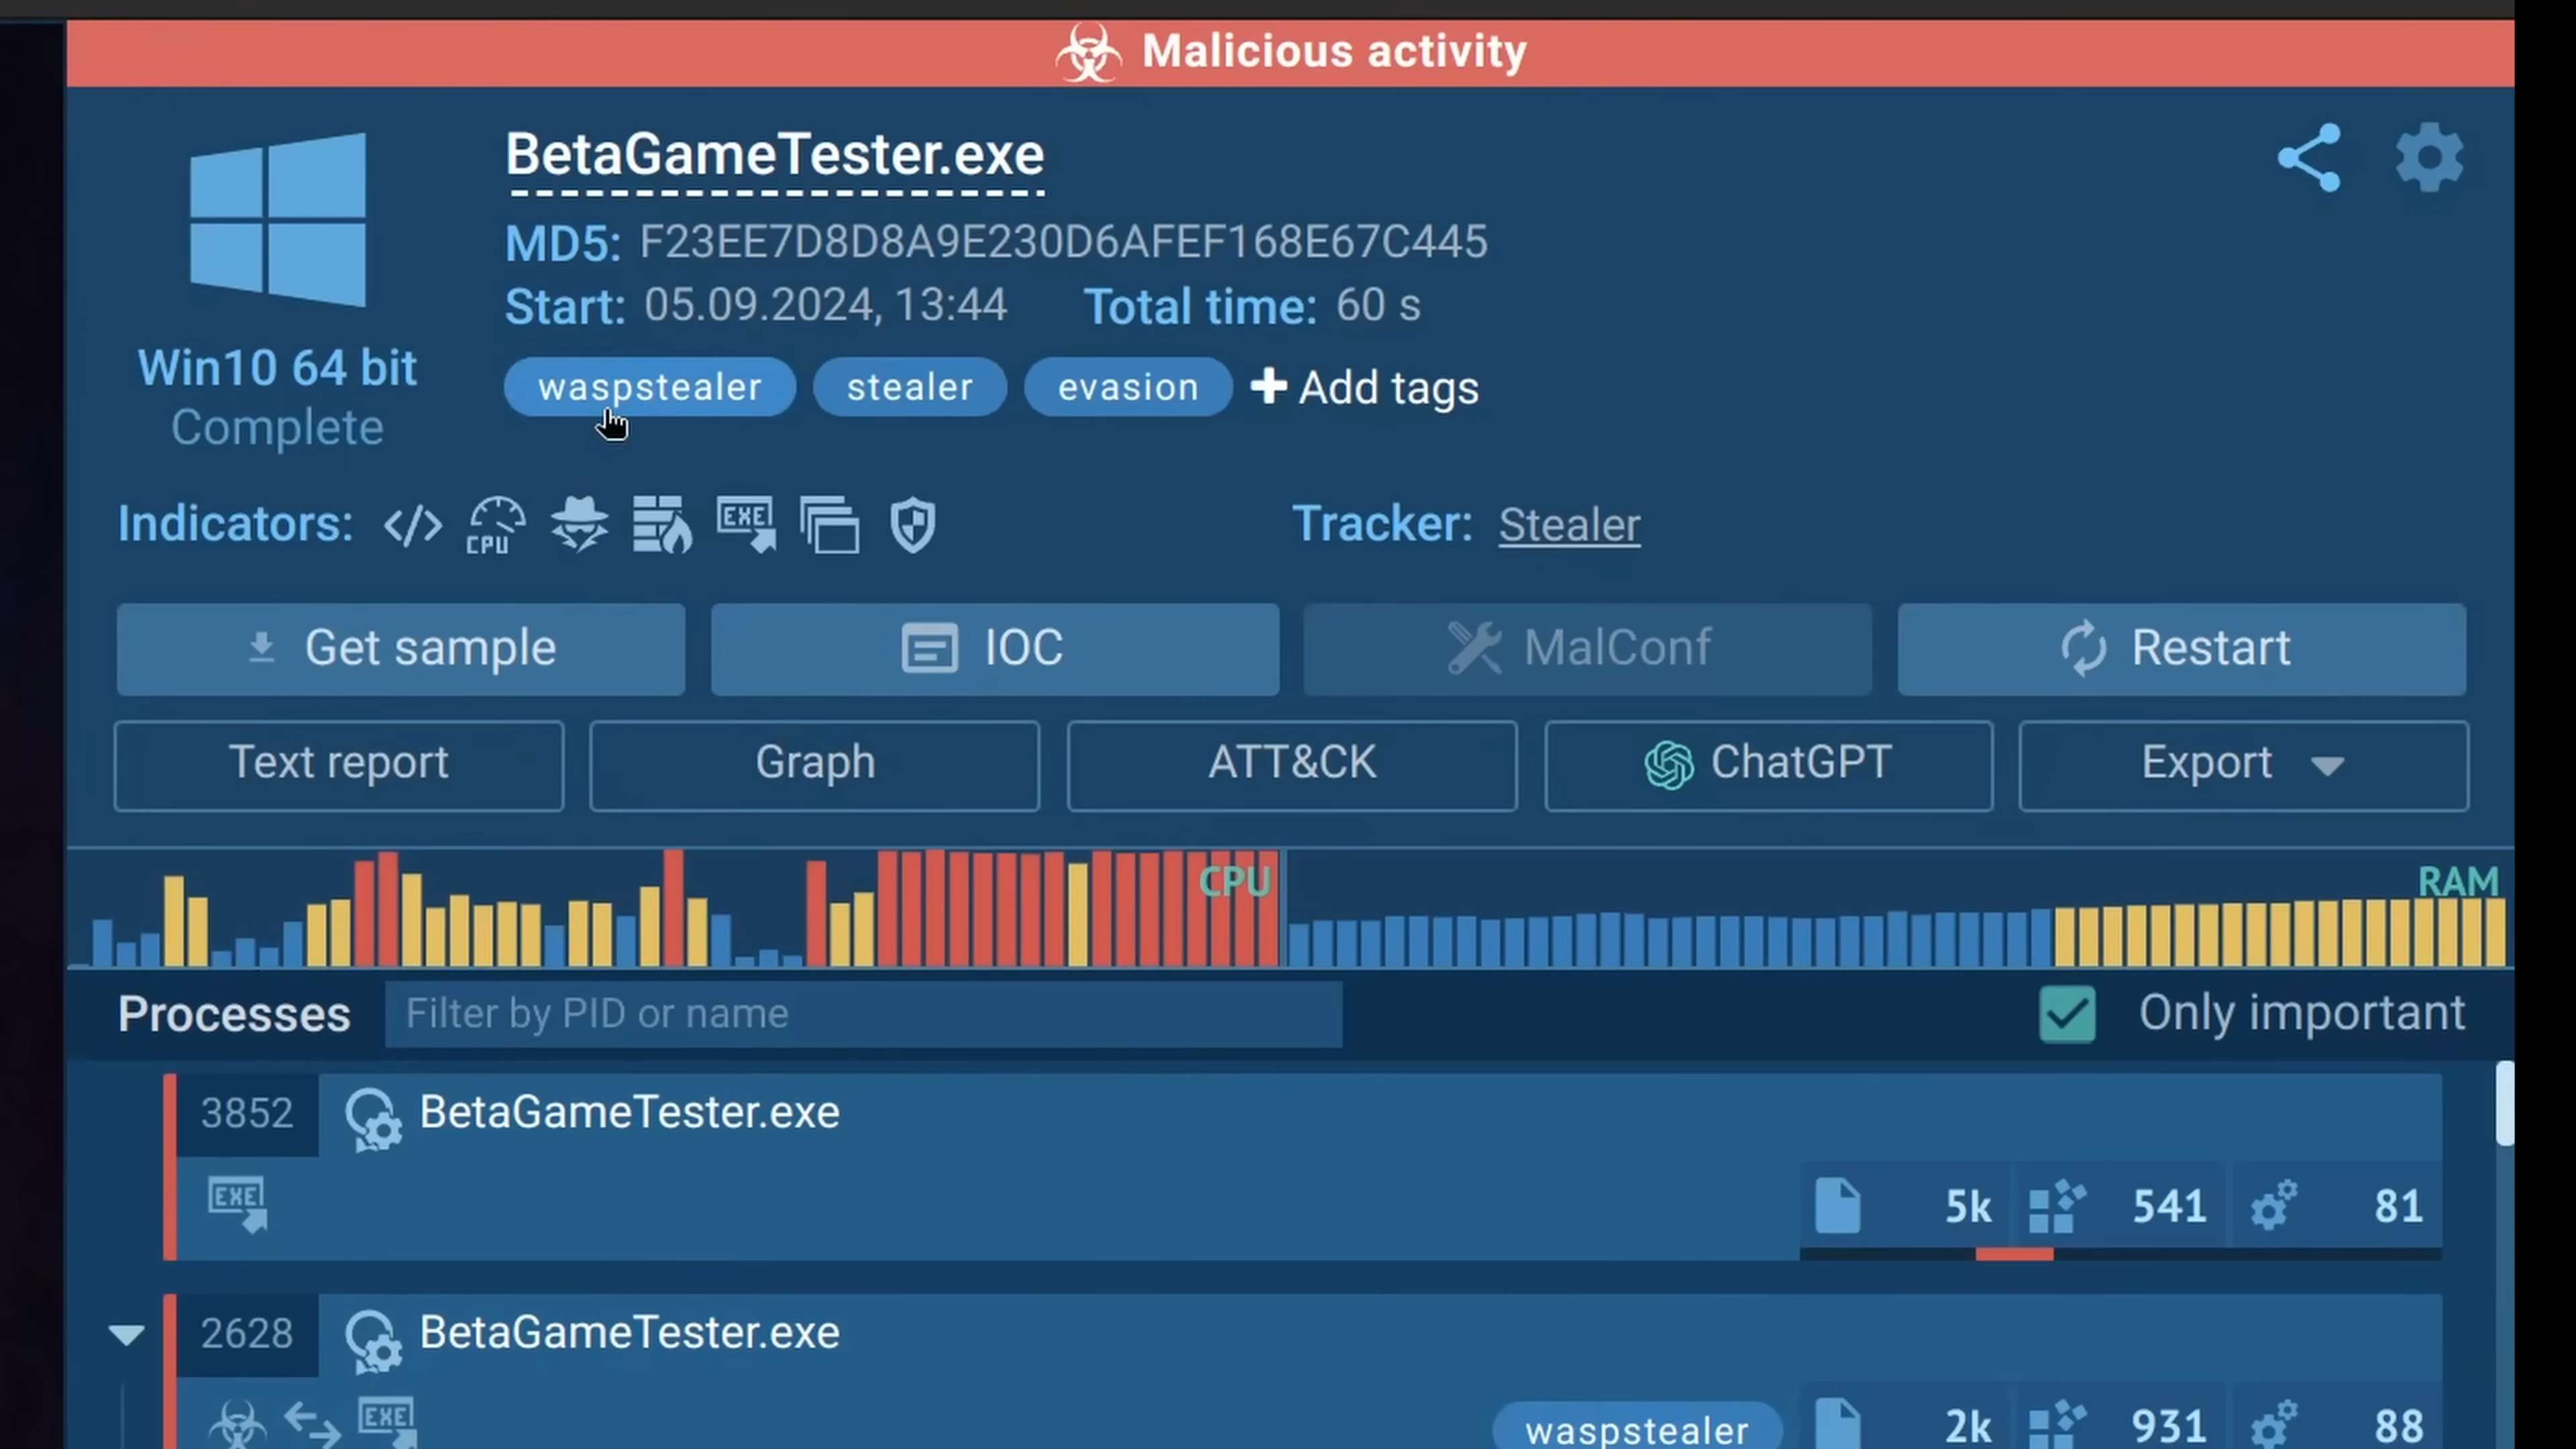 Malicious activity
BetaGameTester.exe
MD5: F23EE7D8D8A9E230D6AFEF168E67C445
Start: 05.09.2024, 13:44 Total time: 60 s
Win10 64 bit
Complete
waspstealer stealer evasion + Add tags
Indicators: </> CPU EXE Tracker: Stealer
Get sample IOC MalConf Restart
Text report Graph ATT&CK ChatGPT Export
CPU RAM
Processes Filter by PID or name Only important
3852 BetaGameTester.exe
EXE 5k 541 81
2628 BetaGameTester.exe
EXE waspstealer 2k 931 88